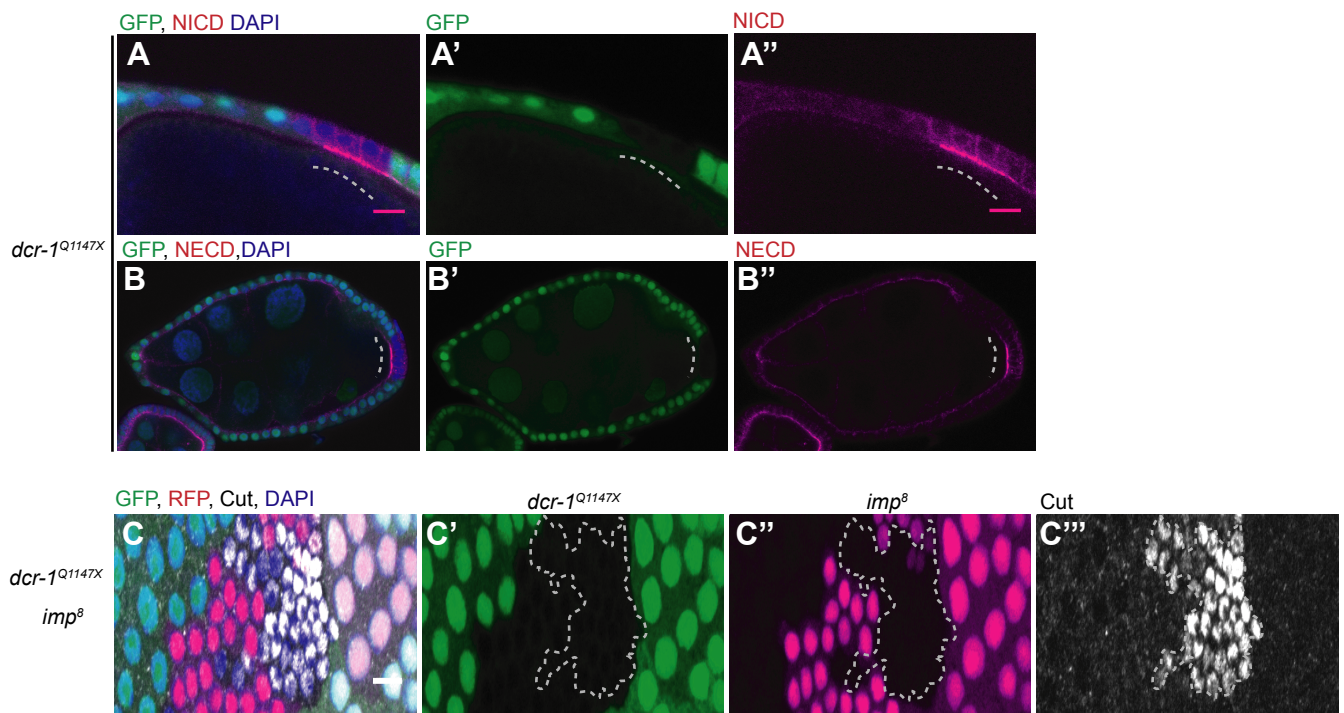 GFP, NICD DAPI GFP NICD
A A' A''
dcr-1Q1147X
GFP, NECD,DAPI GFP NECD
B B' B''
GFP, RFP, Cut, DAPI dcr-1Q1147X imp8 Cut
C C' C'' C'''
dcr-1Q1147X
imp8